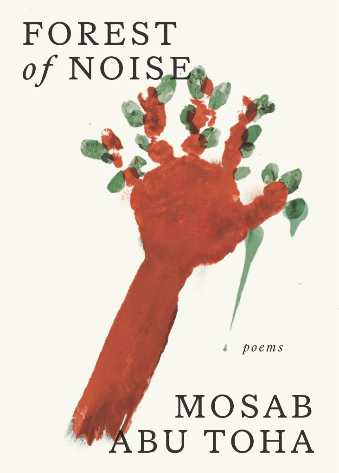 FOREST
of NOISE
poems
MOSAB
ABU TOHA